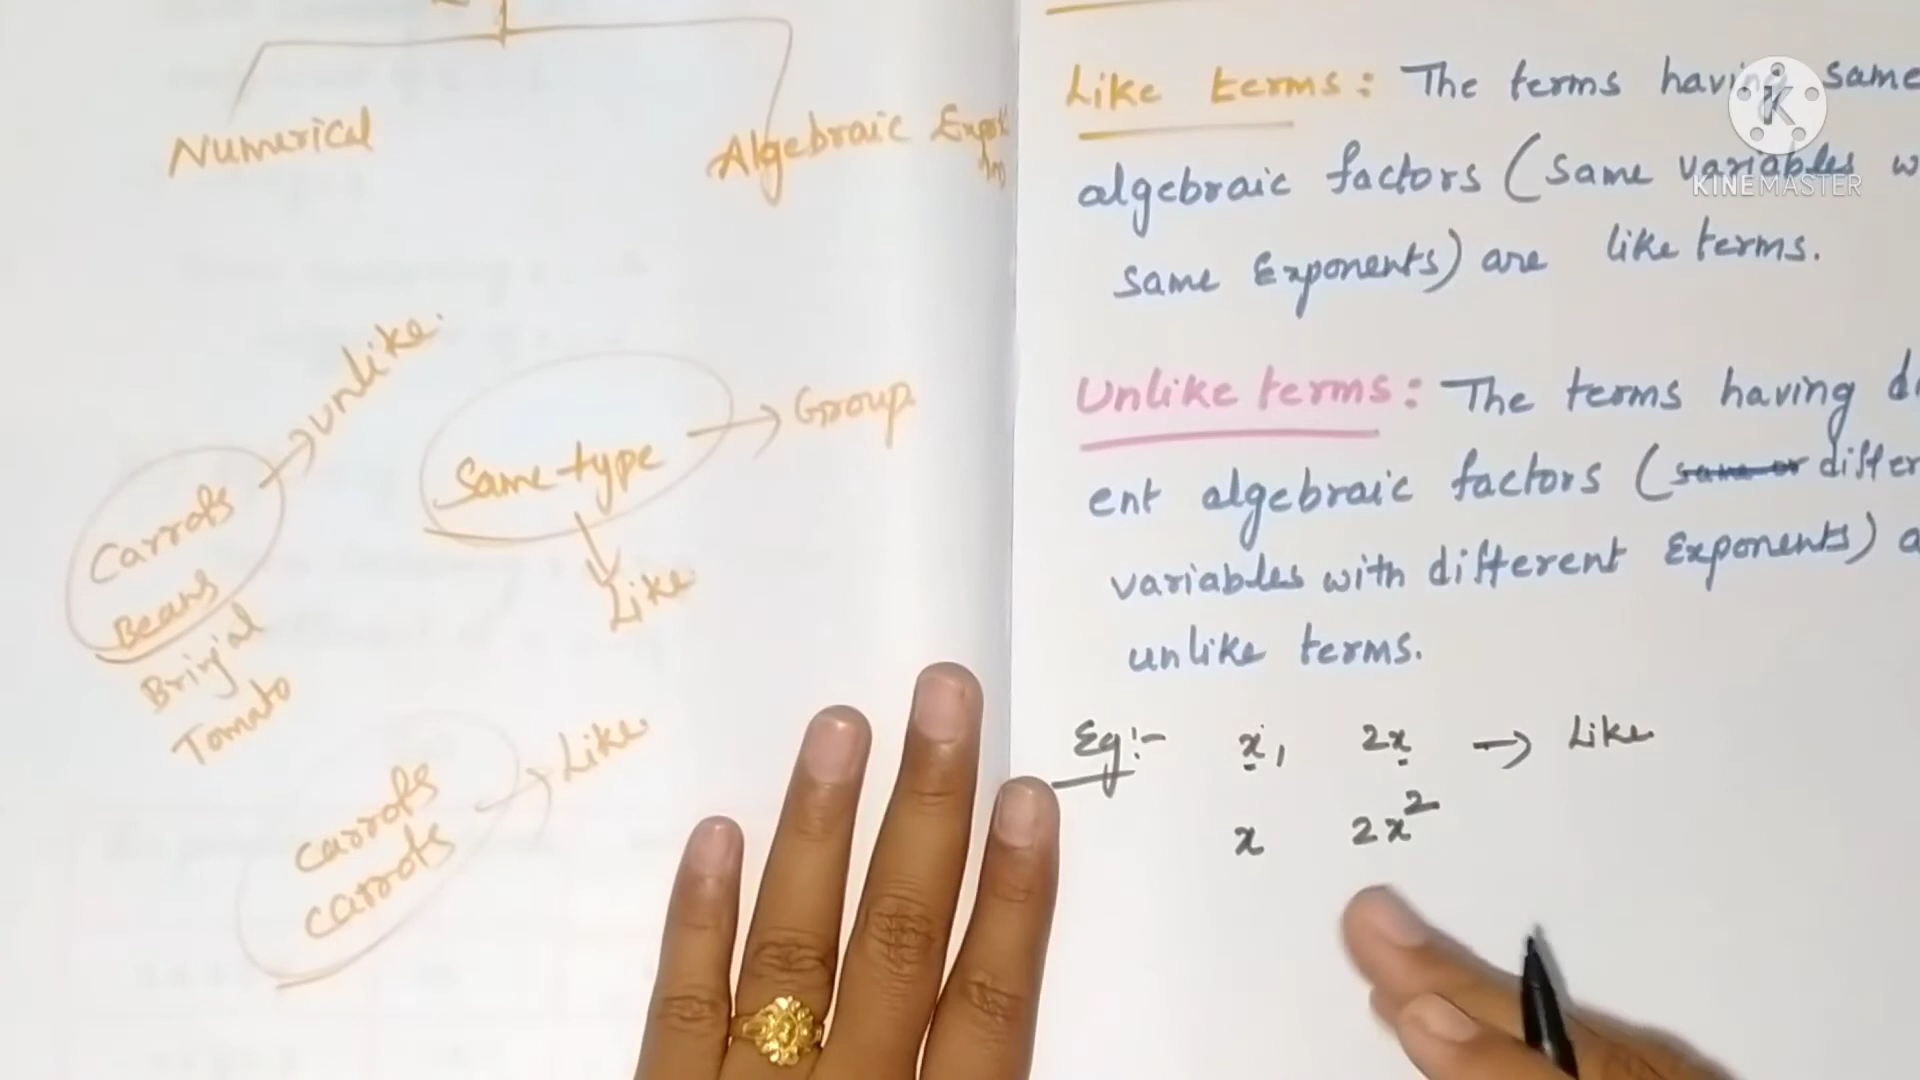 Numerical
Algebraic
Unlike.
Same type
Group
Like
Carrots
Beans
Brinjal
Tomato
Like
carrots
carrots
Like terms: The terms having same
algebraic factors (same variables w
same Exponents) are like terms.
Unlike terms: The terms having di
ent algebraic factors (same or differ
variables with different Exponents) a
unlike terms.
Eg:- x, 2x → Like
x 2x²
K
KINEMASTER